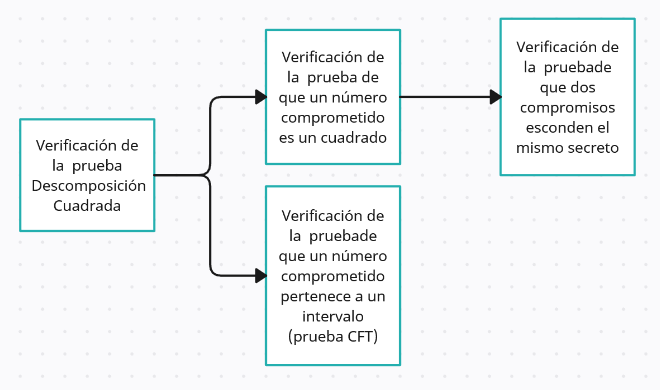 Verificación de
la prueba
Descomposición
Cuadrada
Verificación de
la prueba de
que un número
comprometido
es un cuadrado
Verificación de
la pruebade
que dos
compromisos
esconden el
mismo secreto
Verificación de
la pruebade
que un número
comprometido
pertenece a un
intervalo
(prueba CFT)